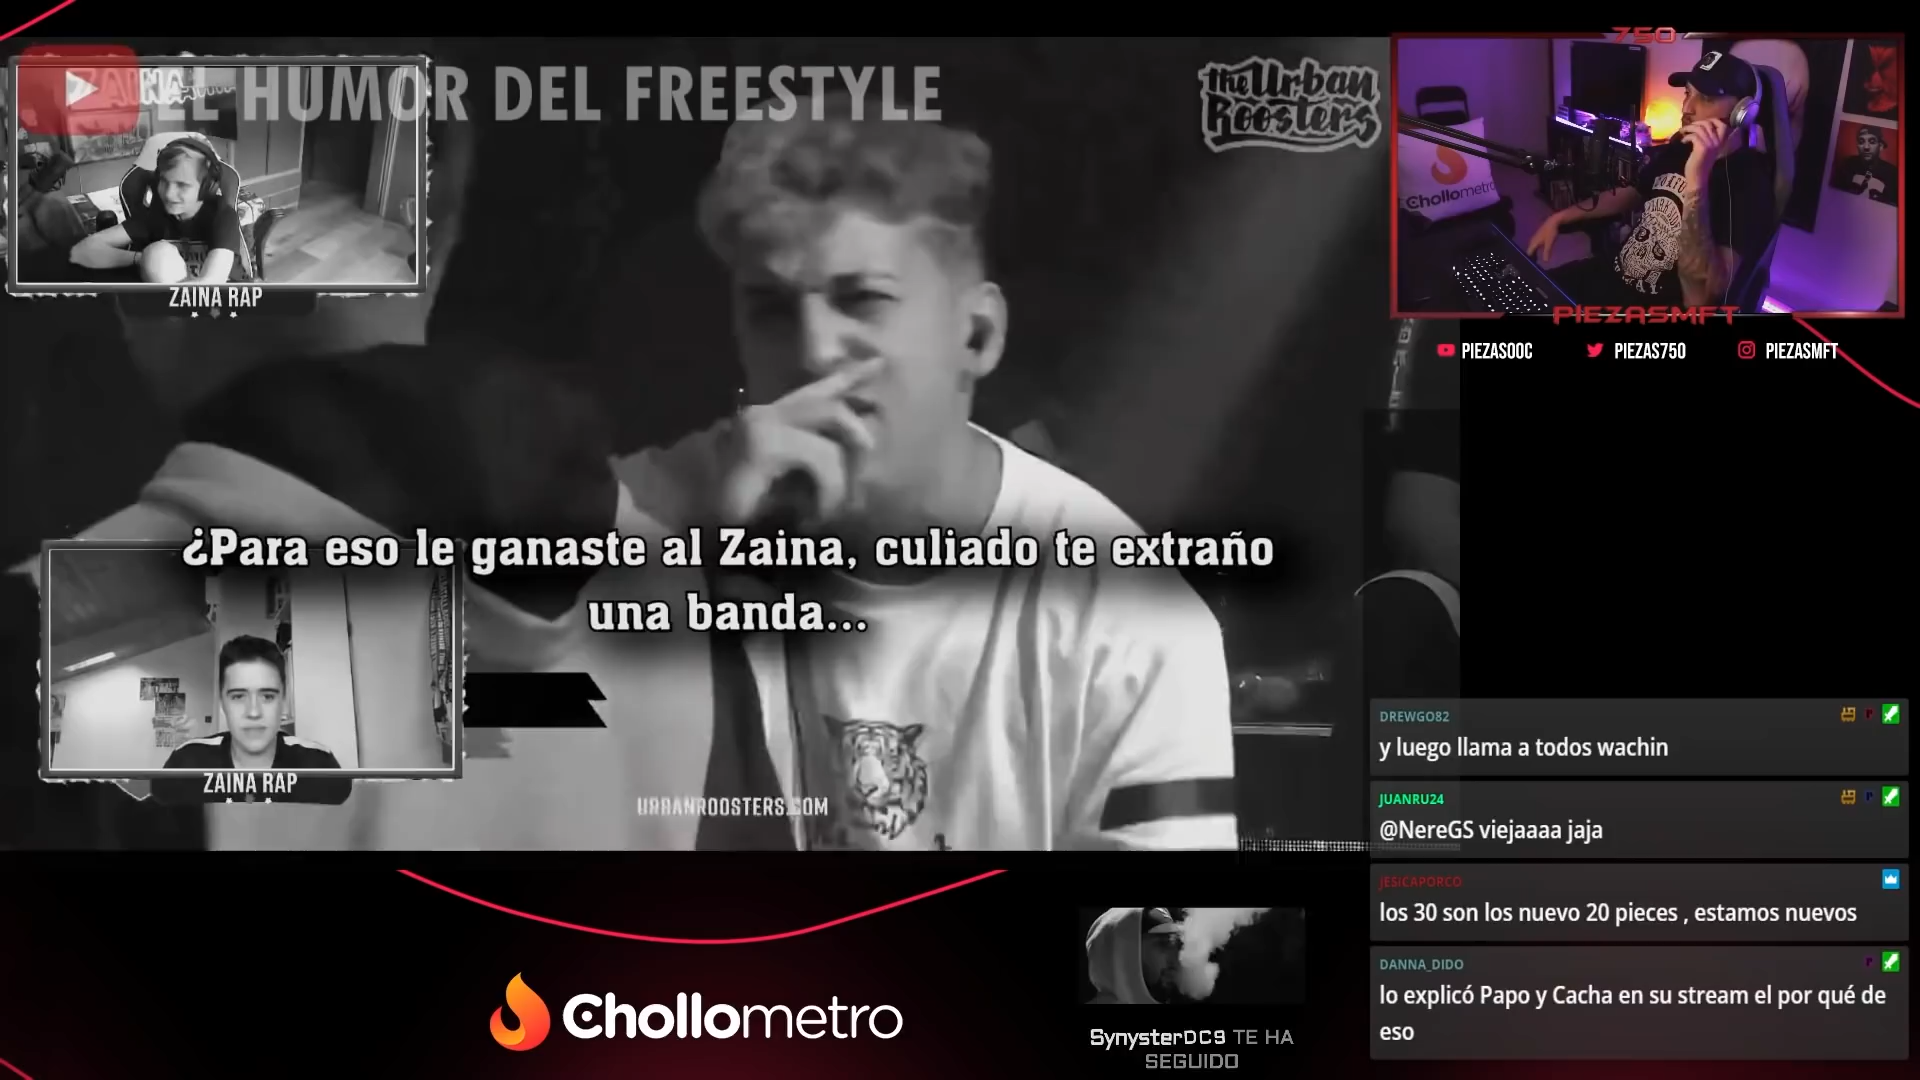 EL HUMOR DEL FREESTYLE
the Urban
Roosters
ZAINA RAP
¿Para eso le ganaste al Zaina, culiado te extraño
una banda...
ZAINA RAP
URBANROOSTERS.COM
750
Chollometro
PIEZASMFT
PIEZASOOC
PIEZAS750
PIEZASMFT
DREWGO82
y luego llama a todos wachin
JUANRU24
@NereGS viejaaaa jaja
JESICAPORCO
los 30 son los nuevo 20 pieces , estamos nuevos
DANNA_DIDO
lo explicó Papo y Cacha en su stream el por qué de
eso
Chollometro
SynysterDC9 TE HA
SEGUIDO